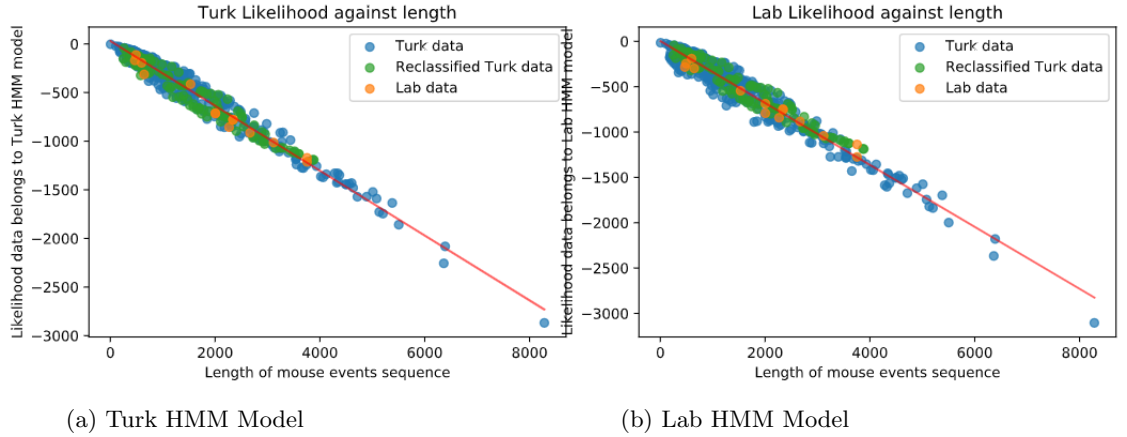 Turk Likelihood against length
Likelihood data belongs to Turk HMM model
0
−500
−1000
−1500
−2000
−2500
−3000
Turk data
Reclassified Turk data
Lab data
0 2000 4000 6000 8000
Length of mouse events sequence
(a) Turk HMM Model
Lab Likelihood against length
Likelihood data belongs to Lab HMM model
0
−500
−1000
−1500
−2000
−2500
−3000
Turk data
Reclassified Turk data
Lab data
0 2000 4000 6000 8000
Length of mouse events sequence
(b) Lab HMM Model